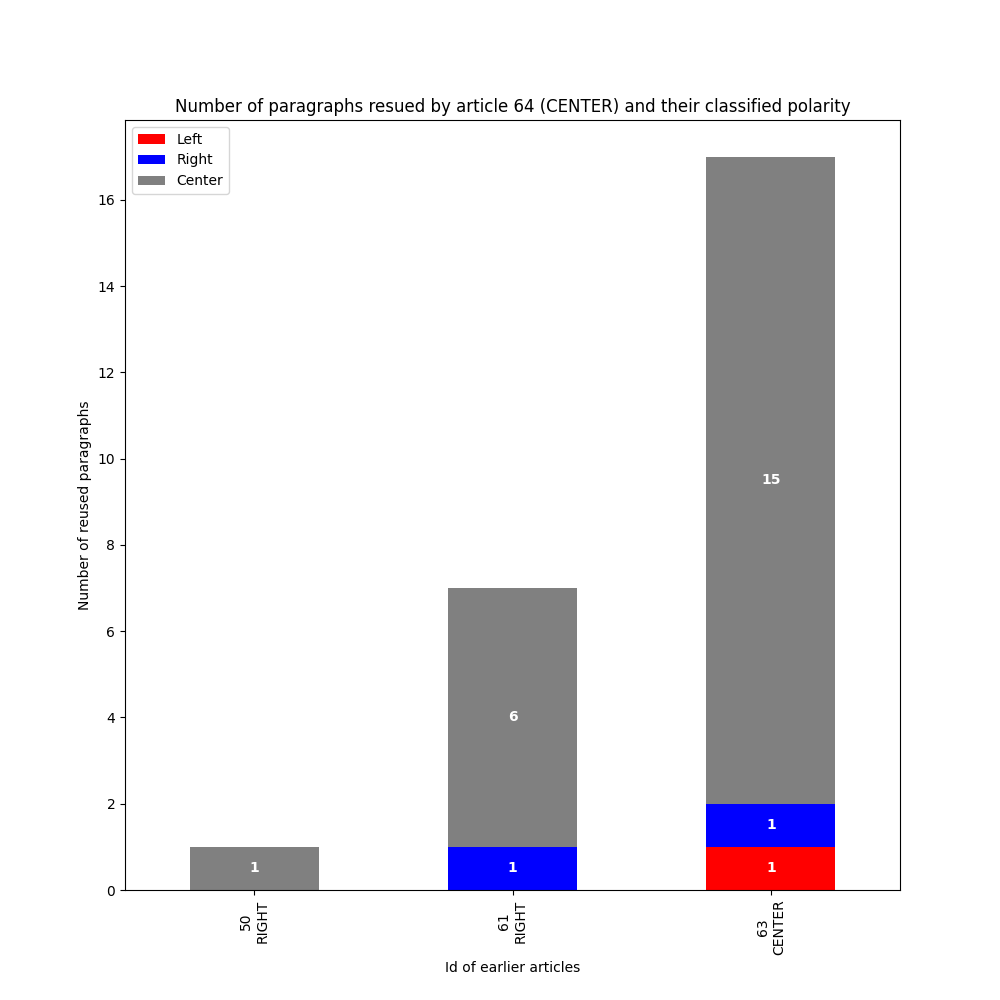 Number of paragraphs resued by article 64 (CENTER) and their classified polarity
Left
Right
Center
16
14
12
10
8
6
4
2
0
Number of reused paragraphs
1
6
1
15
1
1
50
RIGHT
61
RIGHT
63
CENTER
Id of earlier articles